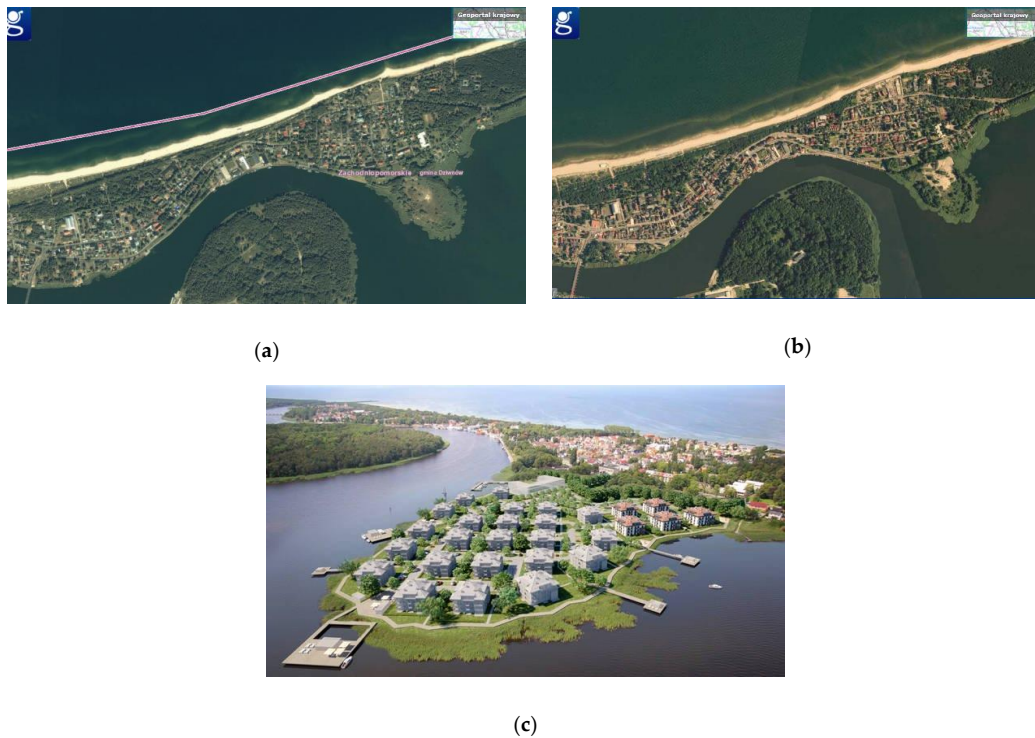 Geoportal krajowy
Geoportal krajowy
Zachodniopomorskie gmina Dziwnów
(a)
(b)
(c)